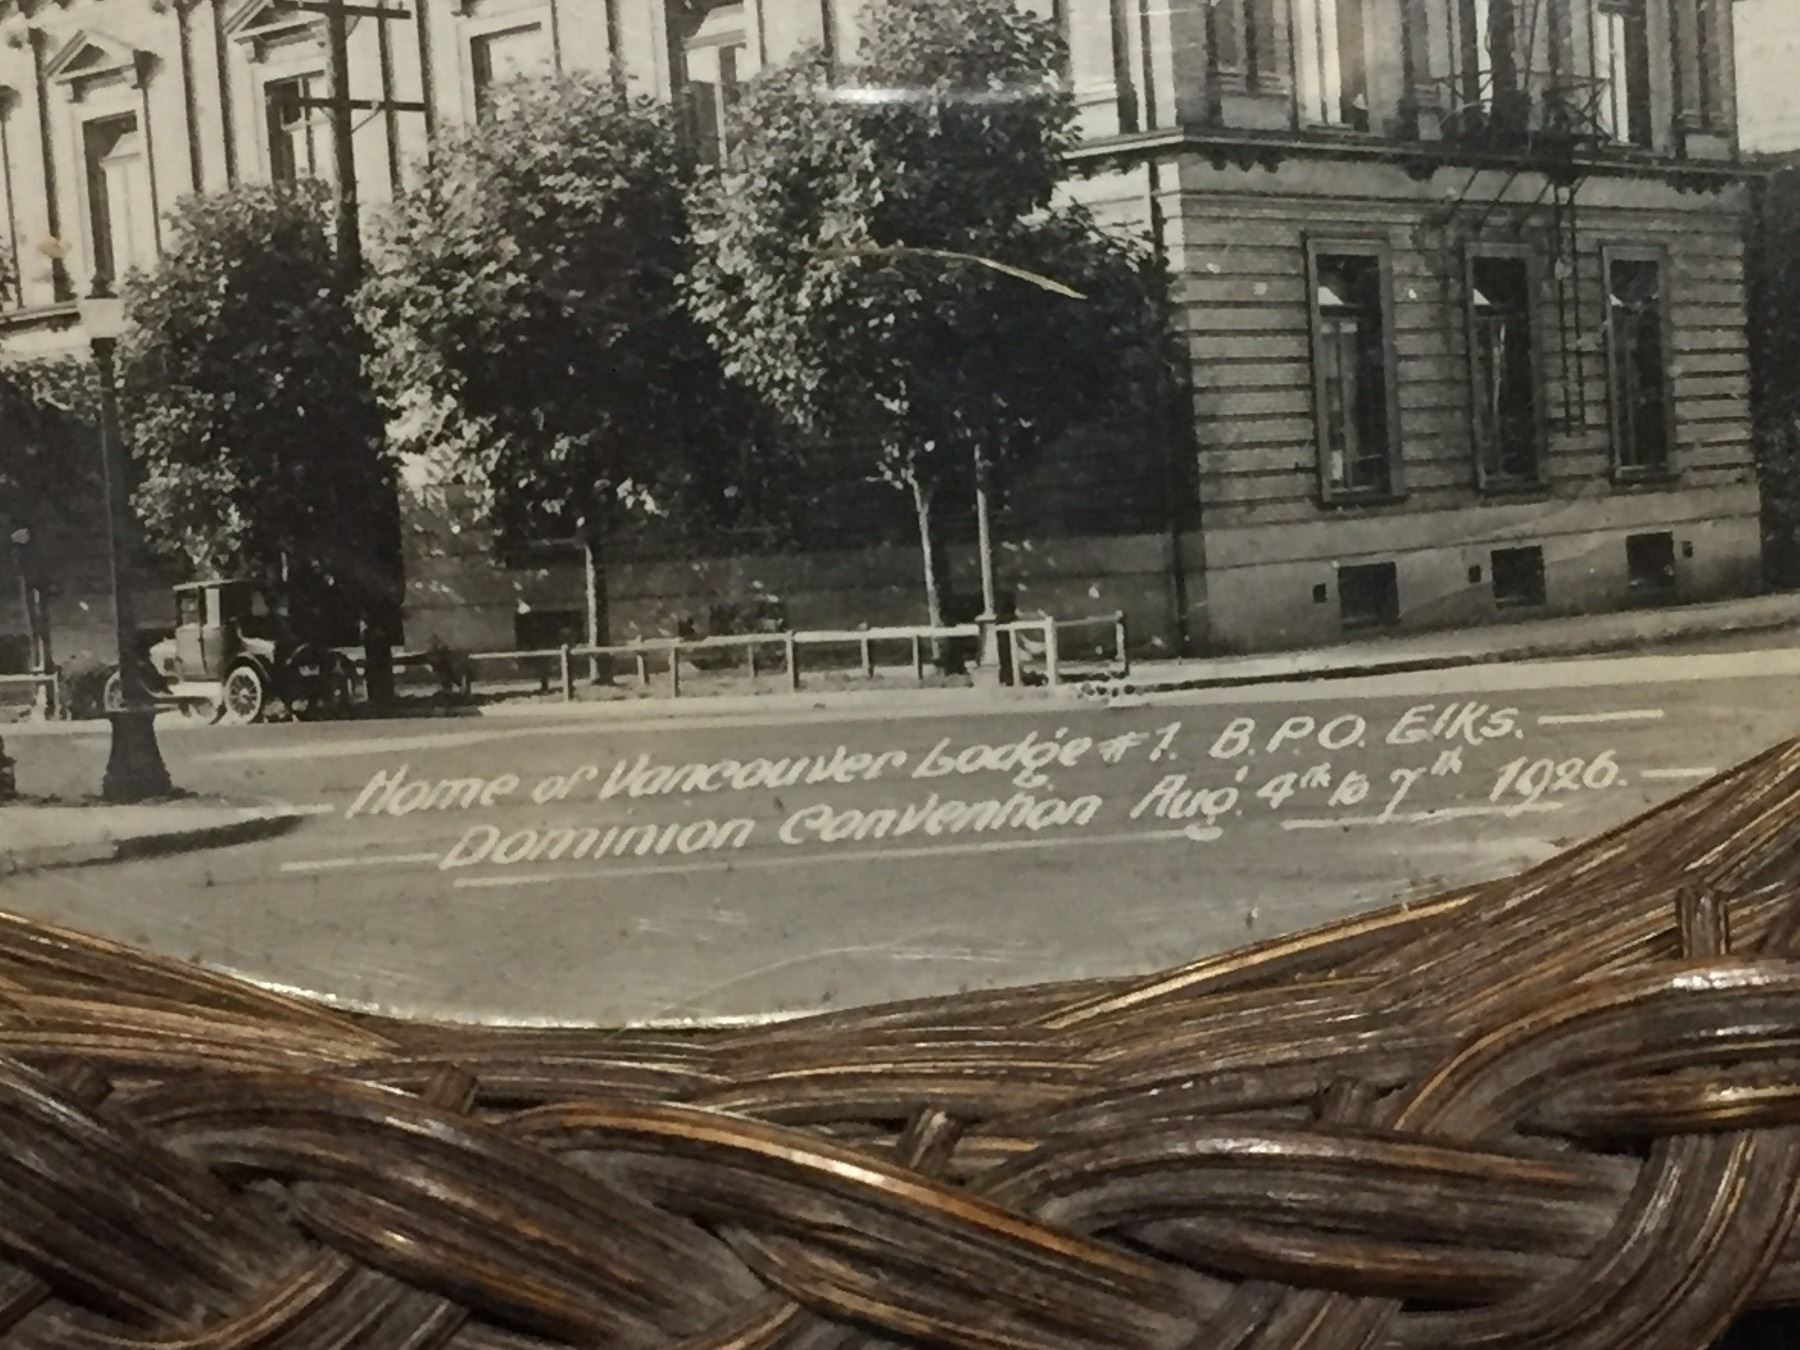 Home of Vancouver Lodge #1. B.P.O. Elks.
Dominion Convention Aug. 4th to 7th 1926.